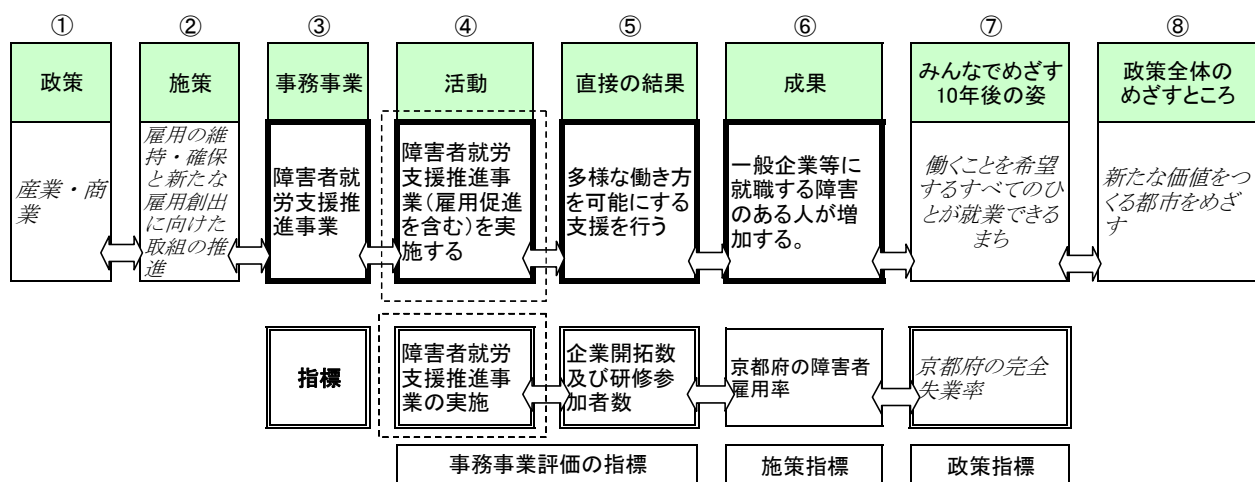 ①
②
③
④
⑤
⑥
⑦
⑧
政策
施策
事務事業
活動
直接の結果
成果
みんなでめざす
10年後の姿
政策全体の
めざすところ
産業・商
業
雇用の維
持・確保
と新たな
雇用創出
に向けた
取組の推
進
障害者就
労支援推
進事業
障害者就労
支援推進事
業(雇用促進
を含む)を実
施する
多様な働き方
を可能にする
支援を行う
一般企業等に
就職する障害
のある人が増
加する。
働くことを希望
するすべてのひ
とが就業できる
まち
新たな価値をつ
くる都市をめざ
す
指標
障害者就労
支援推進事
業の実施
企業開拓数
及び研修参
加者数
京都府の障害者
雇用率
京都府の完全
失業率
事務事業評価の指標
施策指標
政策指標